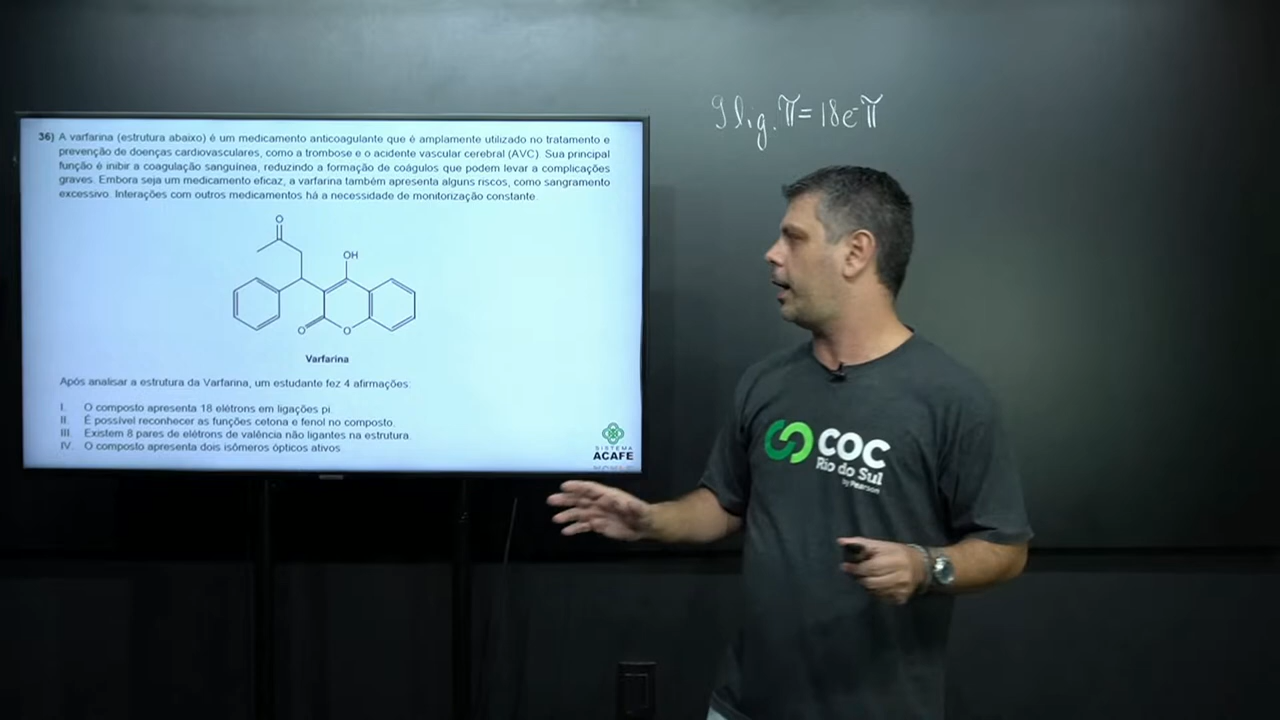 9 lig. π = 18e⁻π
36) A varfarina (estrutura abaixo) é um medicamento anticoagulante que é amplamente utilizado no tratamento e
prevenção de doenças cardiovasculares, como a trombose e o acidente vascular cerebral (AVC). Sua principal
função é inibir a coagulação sanguínea, reduzindo a formação de coágulos que podem levar a complicações
graves. Embora seja um medicamento eficaz, a varfarina também apresenta alguns riscos, como sangramento
excessivo. Interações com outros medicamentos há a necessidade de monitorização constante.
O
OH
O
O
Varfarina
Após analisar a estrutura da Varfarina, um estudante fez 4 afirmações:
I. O composto apresenta 18 elétrons em ligações pi.
II. É possível reconhecer as funções cetona e fenol no composto.
III. Existem 8 pares de elétrons de valência não ligantes na estrutura.
IV. O composto apresenta dois isômeros ópticos ativos
SISTEMA
ACAFE
COC
Rio do Sul
by Pearson